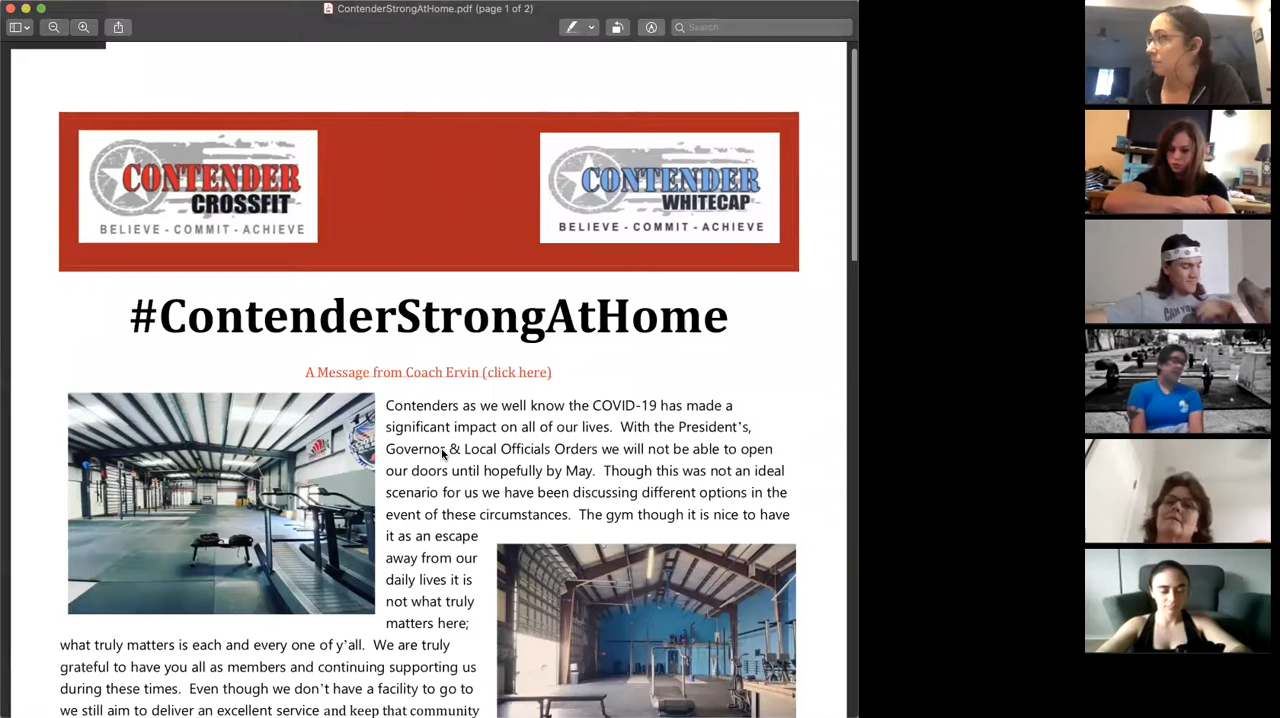 ContenderStrongAtHome.pdf (page 1 of 2)
Search
CONTENDER
CROSSFIT
BELIEVE - COMMIT - ACHIEVE
CONTENDER
WHITECAP
BELIEVE - COMMIT - ACHIEVE
#ContenderStrongAtHome
A Message from Coach Ervin (click here)
Contenders as we well know the COVID-19 has made a
significant impact on all of our lives.  With the President's,
Governor & Local Officials Orders we will not be able to open
our doors until hopefully by May.  Though this was not an ideal
scenario for us we have been discussing different options in the
event of these circumstances.  The gym though it is nice to have
it as an escape
away from our
daily lives it is
not what truly
matters here;
what truly matters is each and every one of y'all.  We are truly
grateful to have you all as members and continuing supporting us
during these times.  Even though we don't have a facility to go to
we still aim to deliver an excellent service and keep that community